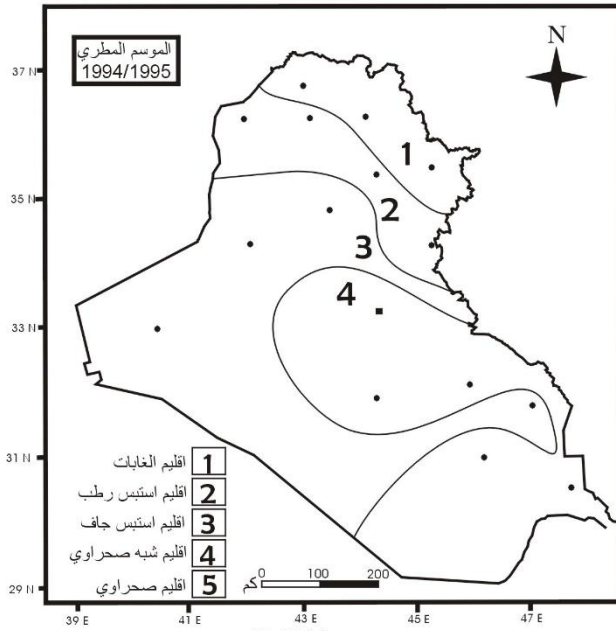 الموسم المطري
1994/1995
N
37 N
35 N
33 N
31 N
29 N
1
2
3
4
1 اقليم الغابات
2 اقليم استبس رطب
3 اقليم استبس جاف
4 اقليم شبه صحراوي
5 اقليم صحراوي
0 100 200 كم
39 E 41 E 43 E 45 E 47 E